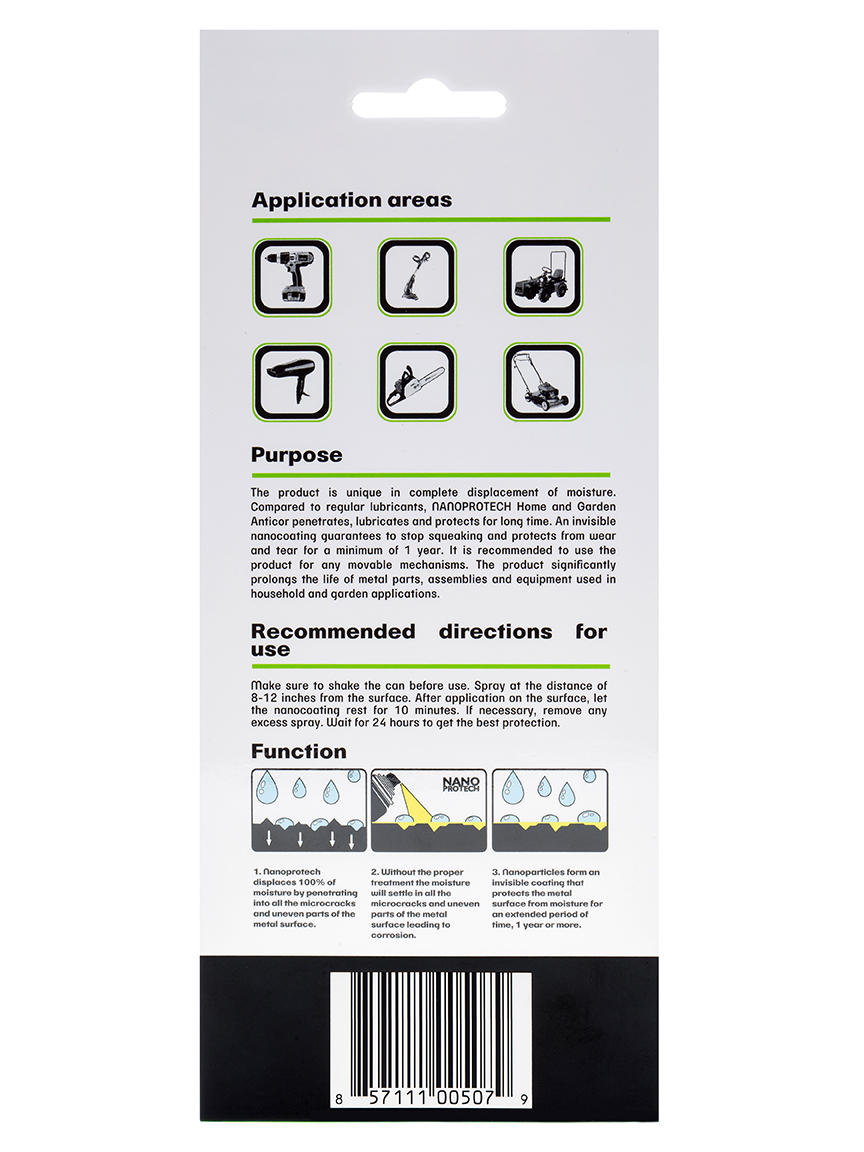 Application areas
Purpose
The product is unique in complete displacement of moisture.
Compared to regular lubricants, NANOPROTECH Home and Garden
Anticor penetrates, lubricates and protects for long time. An invisible
nanocoating guarantees to stop squeaking and protects from wear
and tear for a minimum of 1 year. It is recommended to use the
product for any movable mechanisms. The product significantly
prolongs the life of metal parts, assemblies and equipment used in
household and garden applications.
Recommended directions for
use
Make sure to shake the can before use. Spray at the distance of
8-12 inches from the surface. After application on the surface, let
the nanocoating rest for 10 minutes. If necessary, remove any
excess spray. Wait for 24 hours to get the best protection.
Function
NANO
PROTECH
1. Nanoprotech
displaces 100% of
moisture by penetrating
into all the microcracks
and uneven parts of the
metal surface.
2. Without the proper
treatment the moisture
will settle in all the
microcracks and uneven
parts of the metal
surface leading to
corrosion.
3. Nanoparticles form an
invisible coating that
protects the metal
surface from moisture for
an extended period of
time, 1 year or more.
8 57111 00507 9